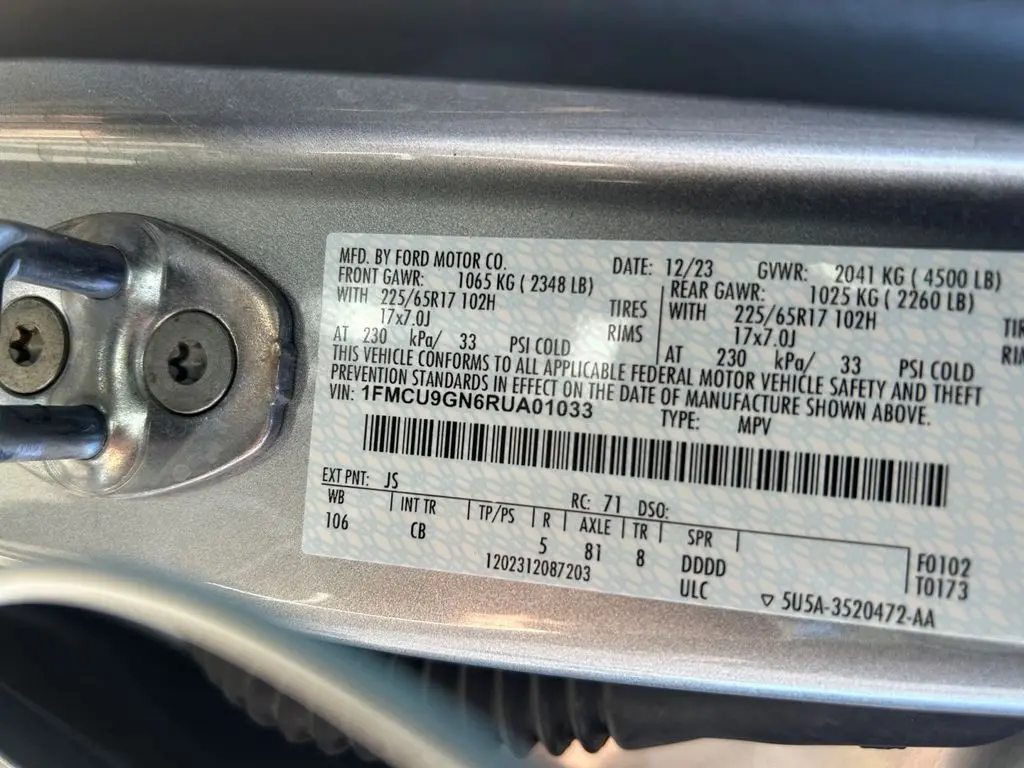 MFD. BY FORD MOTOR CO. DATE: 12/23 GVWR: 2041 KG ( 4500 LB)
FRONT GAWR: 1065 KG ( 2348 LB) REAR GAWR: 1025 KG ( 2260 LB)
WITH 225/65R17 102H TIRES WITH 225/65R17 102H
17x7.0J RIMS 17x7.0J
AT 230 kPa/ 33 PSI COLD AT 230 kPa/ 33 PSI COLD
THIS VEHICLE CONFORMS TO ALL APPLICABLE FEDERAL MOTOR VEHICLE SAFETY AND THEFT
PREVENTION STANDARDS IN EFFECT ON THE DATE OF MANUFACTURE SHOWN ABOVE.
VIN: 1FMCU9GN6RUA01033 TYPE: MPV
EXT PNT: JS RC: 71 DSO:
WB INT TR TP/PS R AXLE TR SPR
106 CB 5 81 8 DDDD F0102
1202312087203 ULC T0173
▽ 5U5A-3520472-AA